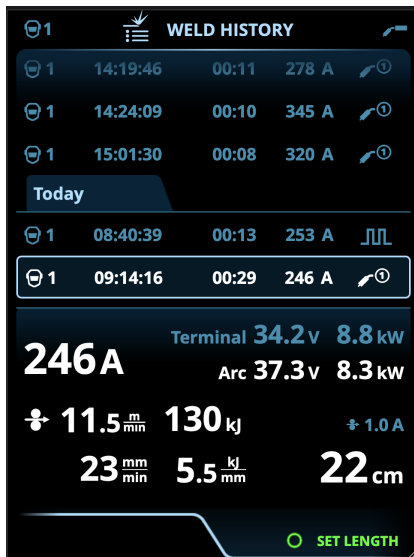 1 WELD HISTORY
1 14:19:46 00:11 278 A 1
1 14:24:09 00:10 345 A 1
1 15:01:30 00:08 320 A 1
Today
1 08:40:39 00:13 253 A
1 09:14:16 00:29 246 A 1
246 A
Terminal 34.2 V 8.8 kW
Arc 37.3 V 8.3 kW
11.5 m/min 130 kJ 1.0 A
23 mm/min 5.5 kJ/mm 22 cm
SET LENGTH